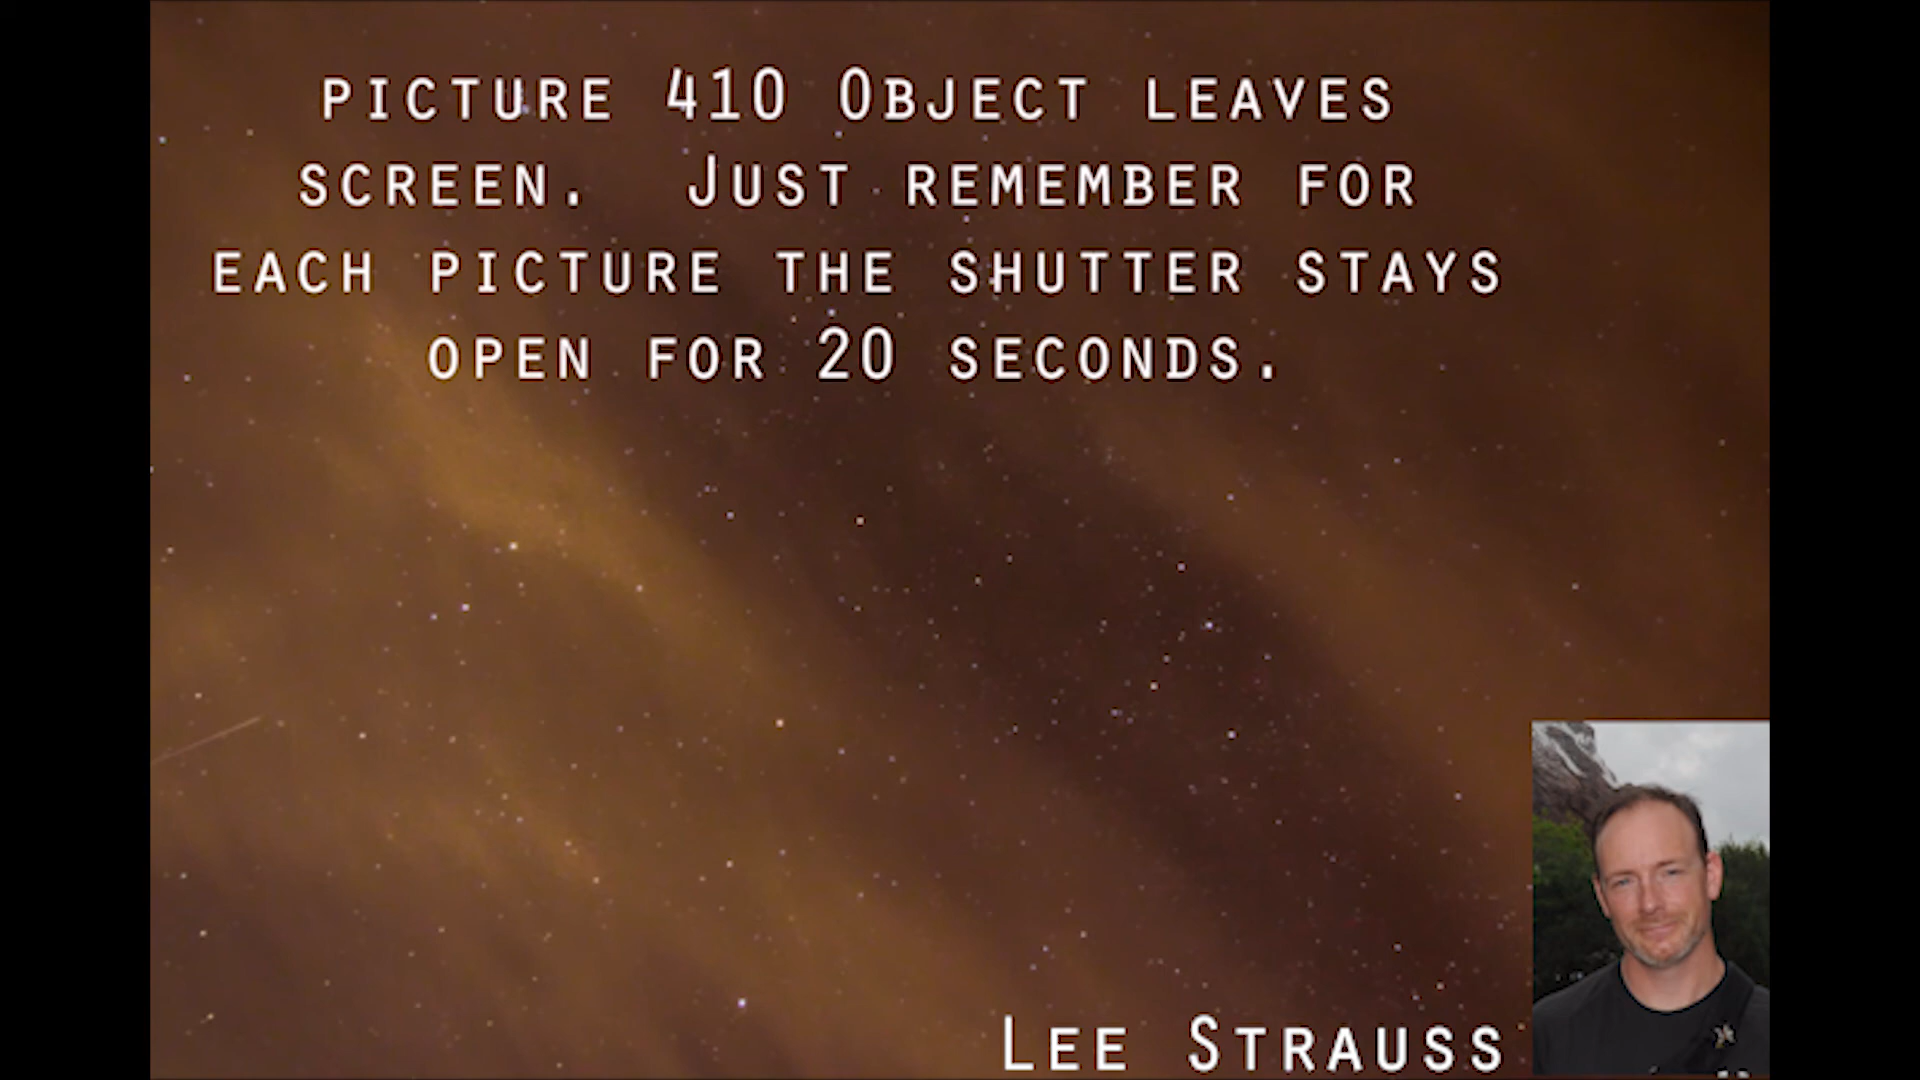 PICTURE 410 OBJECT LEAVES
SCREEN. JUST REMEMBER FOR
EACH PICTURE THE SHUTTER STAYS
OPEN FOR 20 SECONDS.
LEE STRAUSS